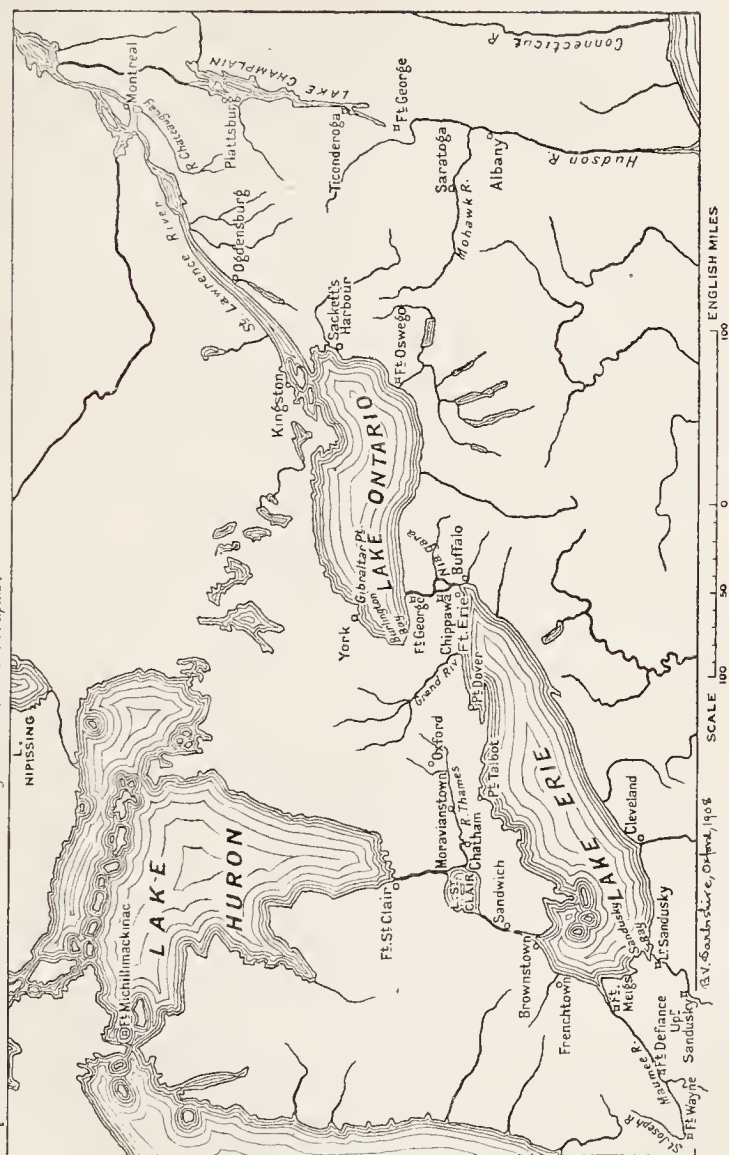 L.
NIPISSING
LAKE
HURON
Ft Michilimackinac
Ft. St Clair
L. ST
CLAIR
Moravianstown
Oxford
R. Thames
Chatham
Sandwich
Brownstown
Frenchtown
Ft.
Meigs
Maumee R.
Ft Defiance
Upr
Sandusky
Lr Sandusky
Ft Wayne
St Joseph R
Sandusky
Bay
LAKE ERIE
Cleveland
Pt Talbot
Pt Dover
Grand Riv
Ft. Erie
Chippawa
Buffalo
Niagara
Ft George
Burlington
Bay
York
Gibraltar Pt.
LAKE ONTARIO
Kingston
Sackett's
Harbour
Ft Oswego
St. Lawrence River
Ogdensburg
Montreal
R Chateauguay
Plattsburg
LAKE CHAMPLAIN
Ticonderoga
Ft George
Saratoga
Mohawk R.
Albany
Hudson
R
Connecticut
R
SCALE
100
50
0
100
ENGLISH MILES
B.V. Darbishire, Oxford, 1908